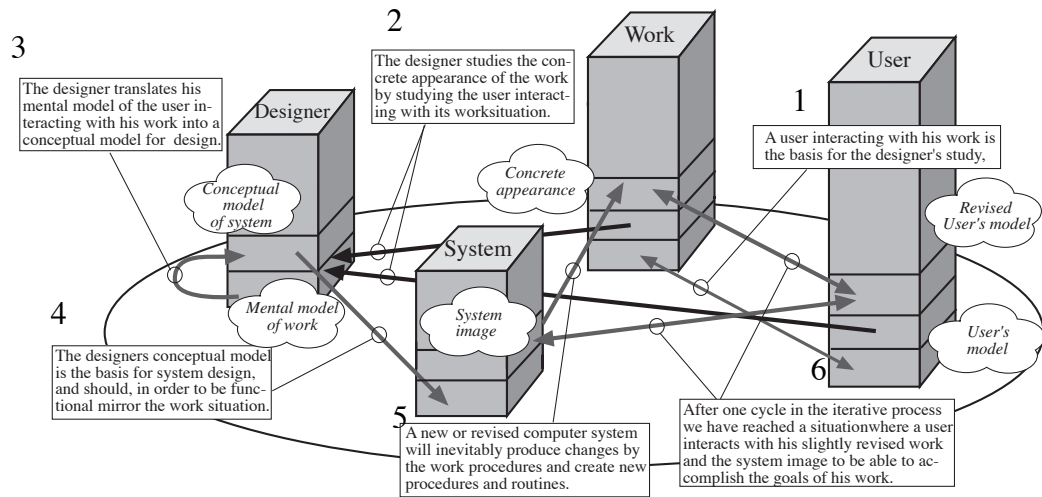 1
A user interacting with his work is
the basis for the designer's study,
2
The designer studies the con-
crete appearance of the work
by studying the user interact-
ing with its worksituation.
3
The designer translates his
mental model of the user in-
teracting with his work into a
conceptual model for design.
4
The designers conceptual model
is the basis for system design,
and should, in order to be func-
tional mirror the work situation.
5
A new or revised computer system
will inevitably produce changes by
the work procedures and create new
procedures and routines.
6
After one cycle in the iterative process
we have reached a situationwhere a user
interacts with his slightly revised work
and the system image to be able to ac-
complish the goals of his work.
Designer
Conceptual
model
of system
Mental model
of work
System
System
image
Work
Concrete
appearance
User
Revised
User's model
User's
model